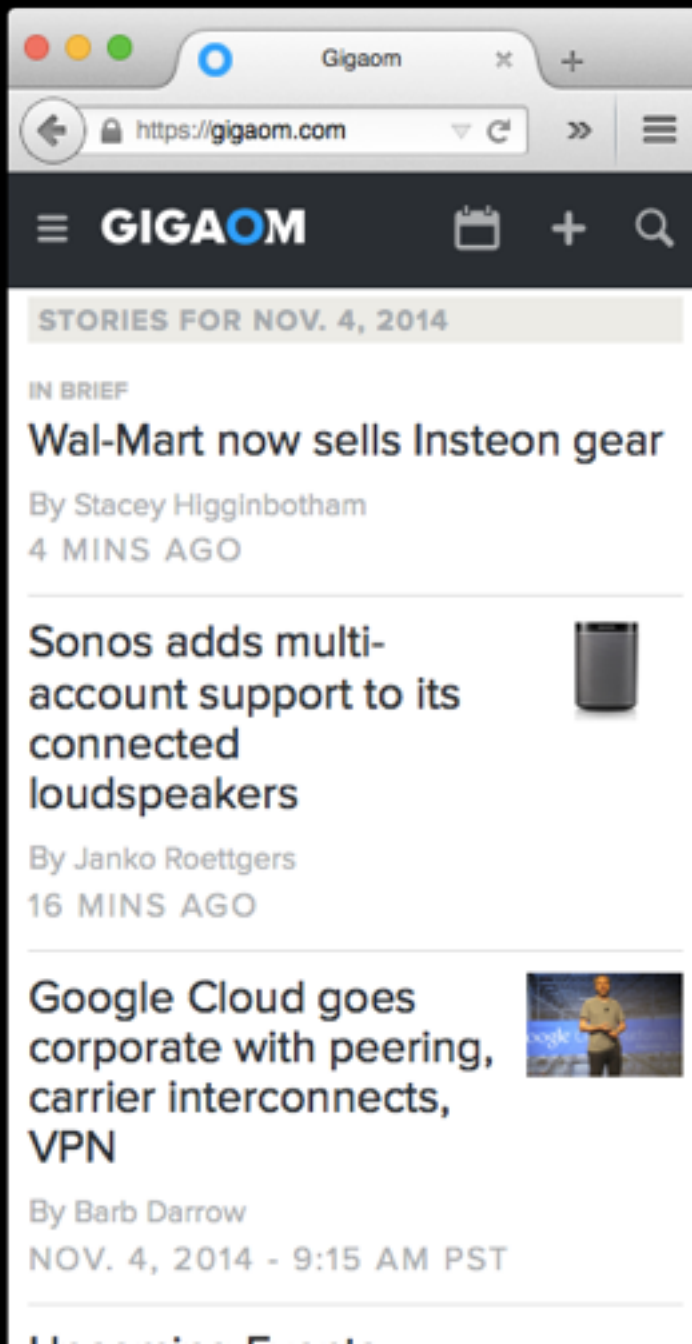 Gigaom
https://gigaom.com
GIGAOM
STORIES FOR NOV. 4, 2014
IN BRIEF
Wal-Mart now sells Insteon gear
By Stacey Higginbotham
4 MINS AGO
Sonos adds multi-
account support to its
connected
loudspeakers
By Janko Roettgers
16 MINS AGO
Google Cloud goes
corporate with peering,
carrier interconnects,
VPN
oogle
By Barb Darrow
NOV. 4, 2014 - 9:15 AM PST